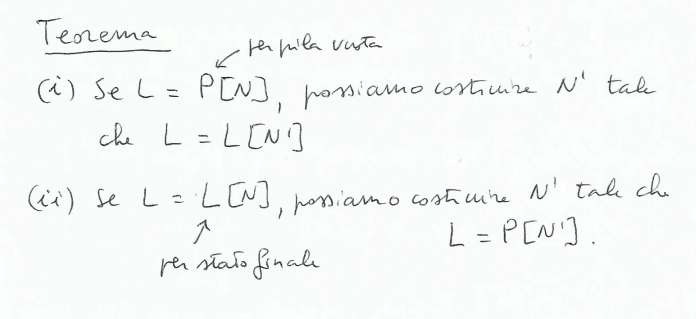 Teorema
per pila vuota
(i) Se L = P[N], possiamo costruire N' tale
che L = L[N']
(ii) Se L = L[N], possiamo costruire N' tale che
L = P[N'].
per stato finale